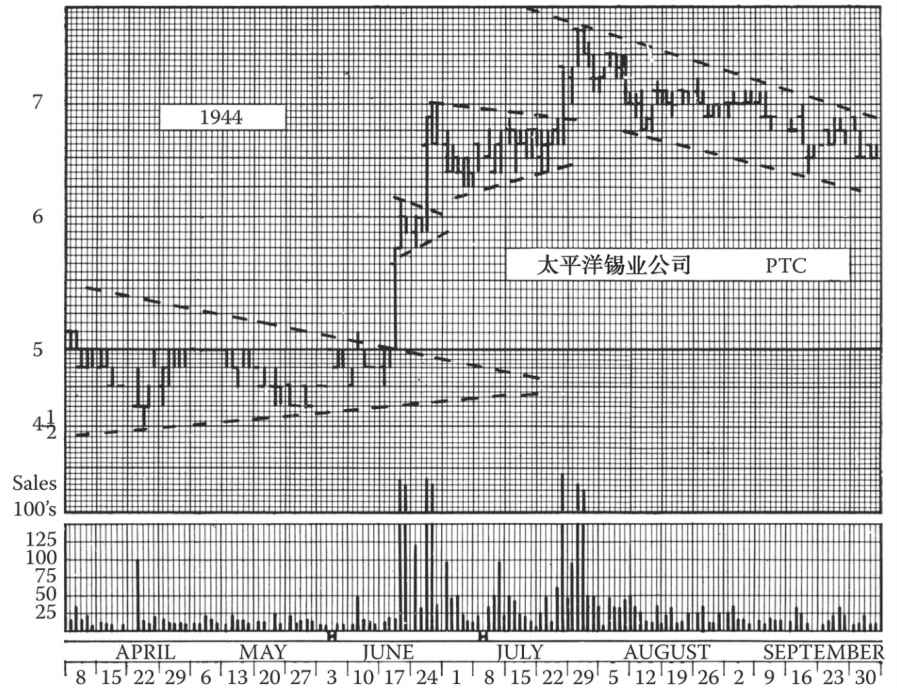 7
1944
6
太平洋锡业公司 PTC
5
4 1/2
Sales
100's
125
100
75
50
25
APRIL MAY JUNE JULY AUGUST SEPTEMBER
8 15 22 29 6 13 20 27 3 10 17 24 1 8 15 22 29 5 12 19 26 2 9 16 23 30